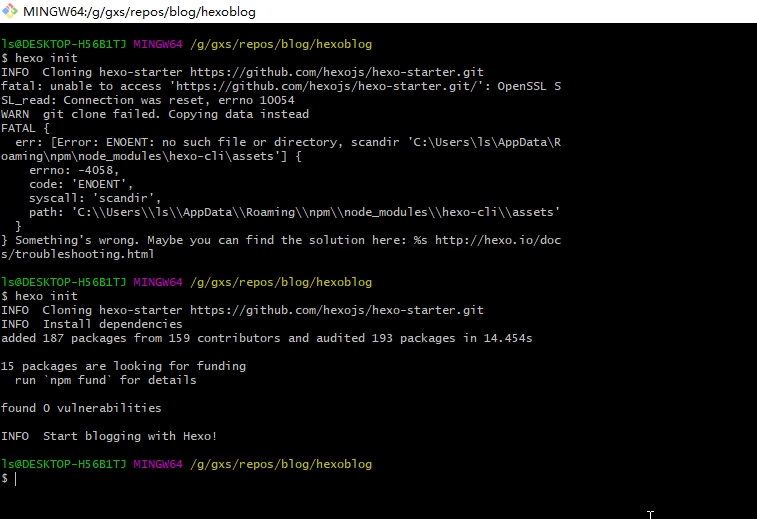 MINGW64:/g/gxs/repos/blog/hexoblog
ls@DESKTOP-H56B1TJ MINGW64 /g/gxs/repos/blog/hexoblog
$ hexo init
INFO  Cloning hexo-starter https://github.com/hexojs/hexo-starter.git
fatal: unable to access 'https://github.com/hexojs/hexo-starter.git/': OpenSSL S
SL_read: Connection was reset, errno 10054
WARN  git clone failed. Copying data instead
FATAL {
  err: [Error: ENOENT: no such file or directory, scandir 'C:\Users\ls\AppData\R
oaming\npm\node_modules\hexo-cli\assets'] {
    errno: -4058,
    code: 'ENOENT',
    syscall: 'scandir',
    path: 'C:\\Users\\ls\\AppData\\Roaming\\npm\\node_modules\\hexo-cli\\assets'
  }
} Something's wrong. Maybe you can find the solution here: %s http://hexo.io/doc
s/troubleshooting.html
ls@DESKTOP-H56B1TJ MINGW64 /g/gxs/repos/blog/hexoblog
$ hexo init
INFO  Cloning hexo-starter https://github.com/hexojs/hexo-starter.git
INFO  Install dependencies
added 187 packages from 159 contributors and audited 193 packages in 14.454s
15 packages are looking for funding
  run `npm fund` for details
found 0 vulnerabilities
INFO  Start blogging with Hexo!
ls@DESKTOP-H56B1TJ MINGW64 /g/gxs/repos/blog/hexoblog
$